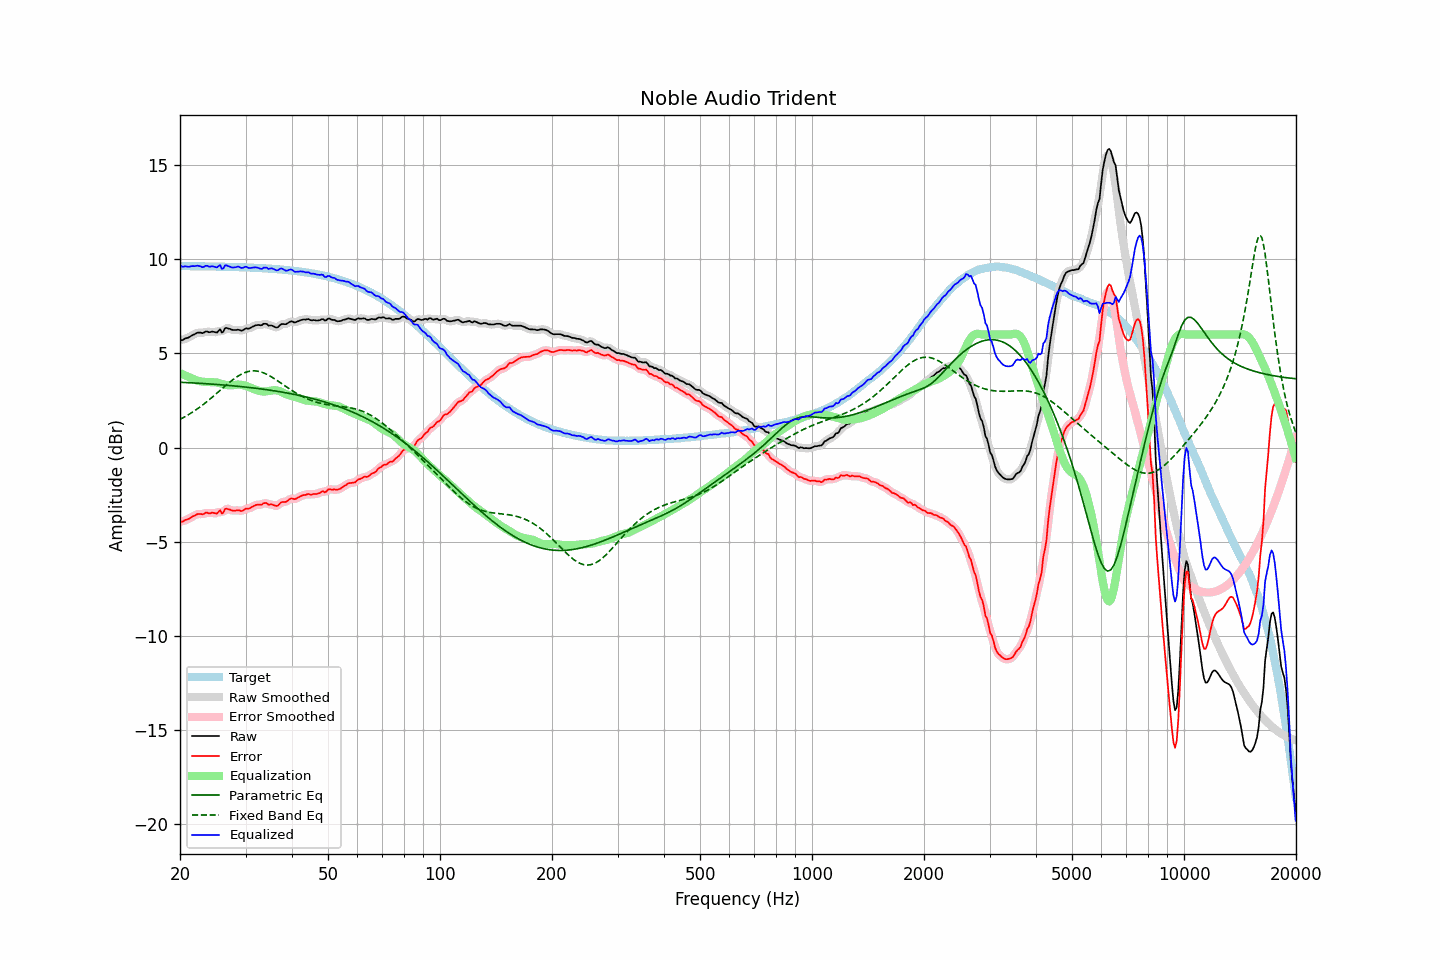 Noble Audio Trident
Amplitude (dBr)
15
10
5
0
−5
−10
−15
−20
Target
Raw Smoothed
Error Smoothed
Raw
Error
Equalization
Parametric Eq
Fixed Band Eq
Equalized
20 50 100 200 500 1000 2000 5000 10000 20000
Frequency (Hz)